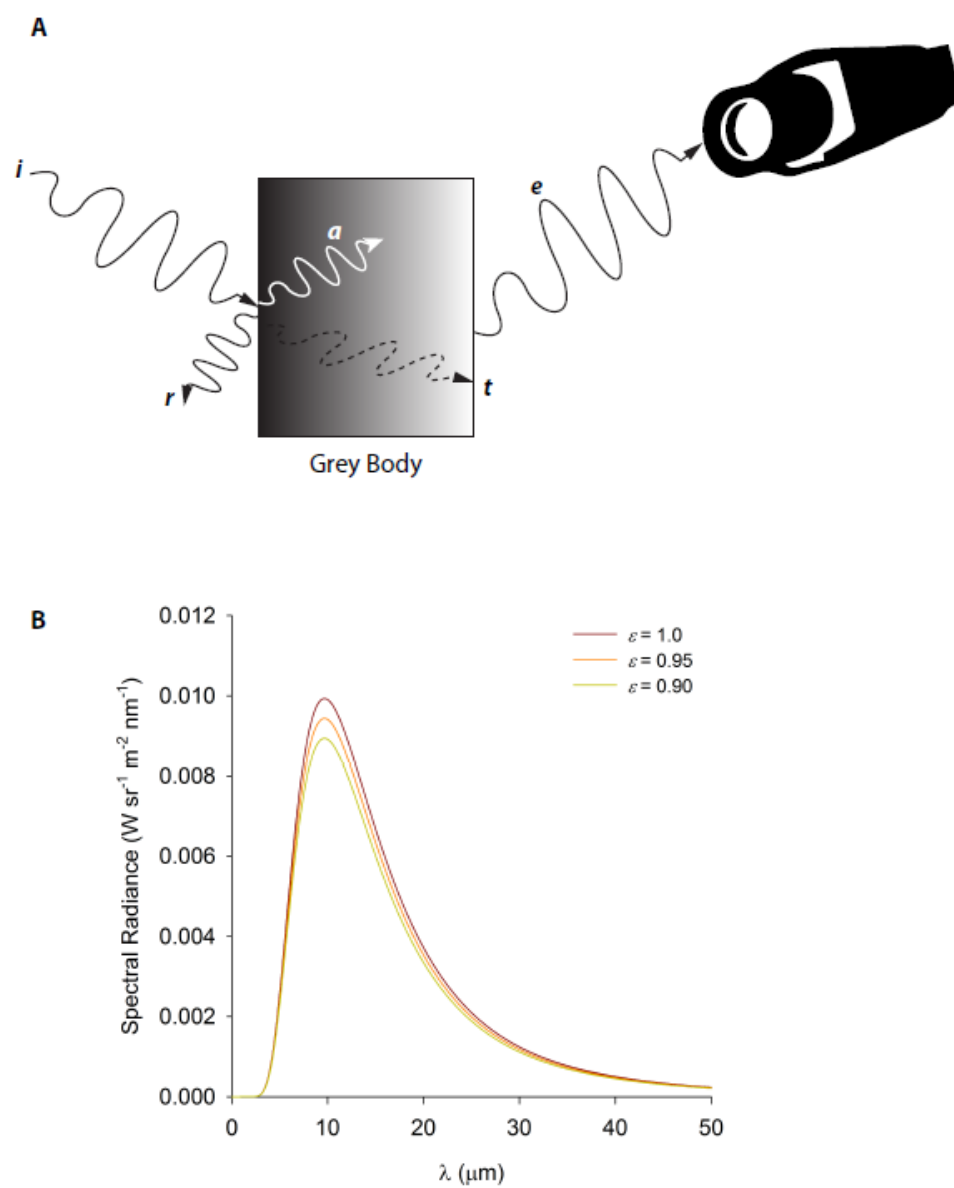 A
i
e
a
r
t
Grey Body
B
0.012
0.010
0.008
0.006
0.004
0.002
0.000
Spectral Radiance (W sr⁻¹ m⁻² nm⁻¹)
ε = 1.0
ε = 0.95
ε = 0.90
0 10 20 30 40 50
λ (μm)